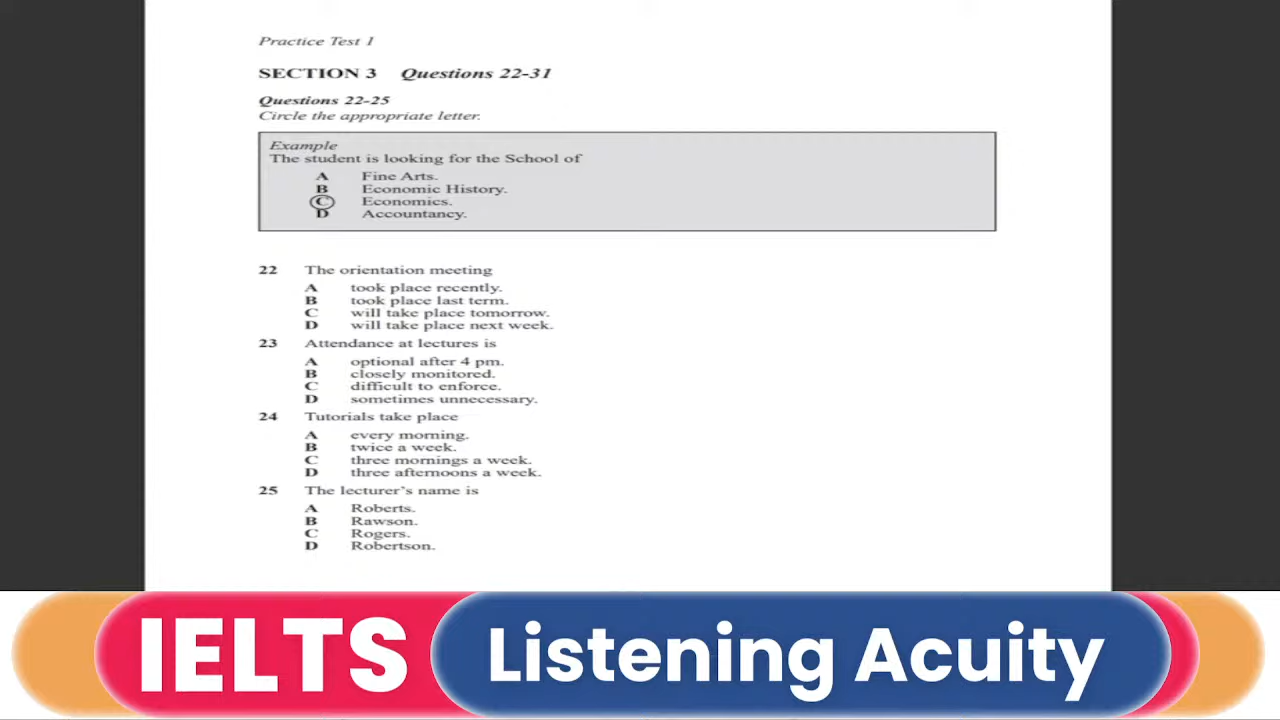 Practice Test 1
SECTION 3 Questions 22-31
Questions 22-25
Circle the appropriate letter.
Example
The student is looking for the School of
A Fine Arts.
B Economic History.
C Economics.
D Accountancy.
22 The orientation meeting
A took place recently.
B took place last term.
C will take place tomorrow.
D will take place next week.
23 Attendance at lectures is
A optional after 4 pm.
B closely monitored.
C difficult to enforce.
D sometimes unnecessary.
24 Tutorials take place
A every morning.
B twice a week.
C three mornings a week.
D three afternoons a week.
25 The lecturer's name is
A Roberts.
B Rawson.
C Rogers.
D Robertson.
IELTS Listening Acuity